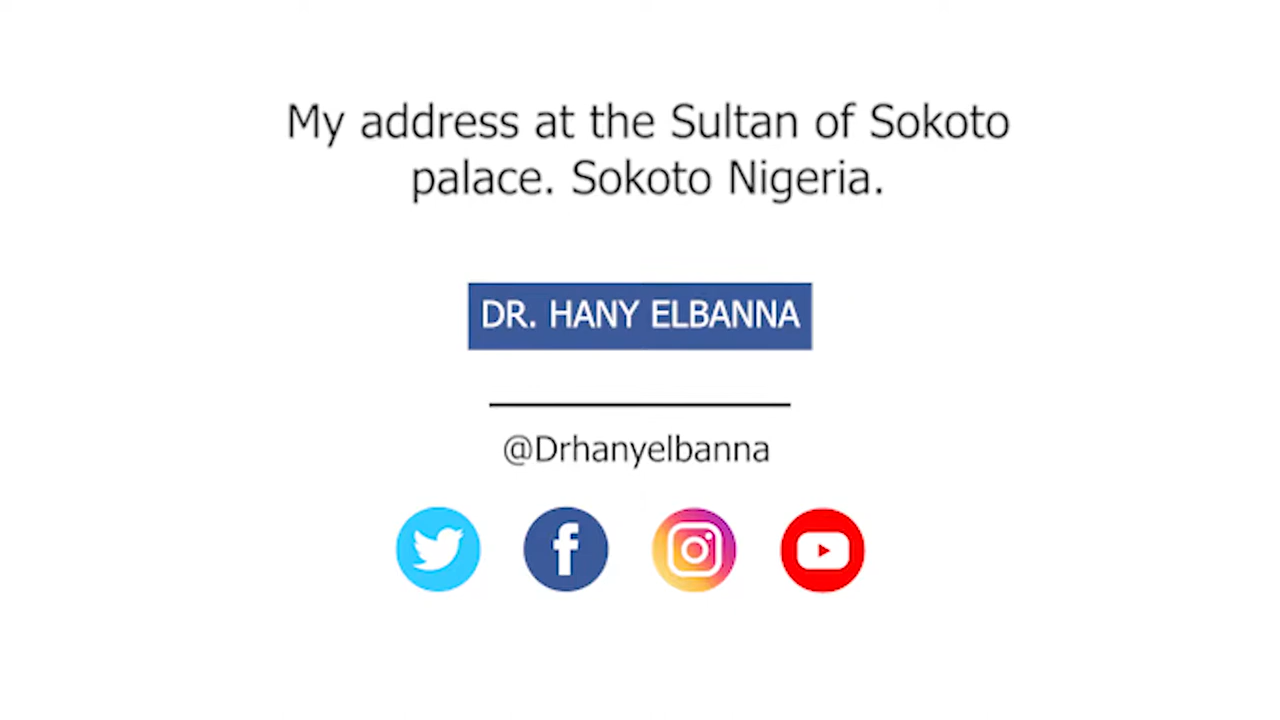 My address at the Sultan of Sokoto
palace. Sokoto Nigeria.
DR. HANY ELBANNA
@Drhanyelbanna